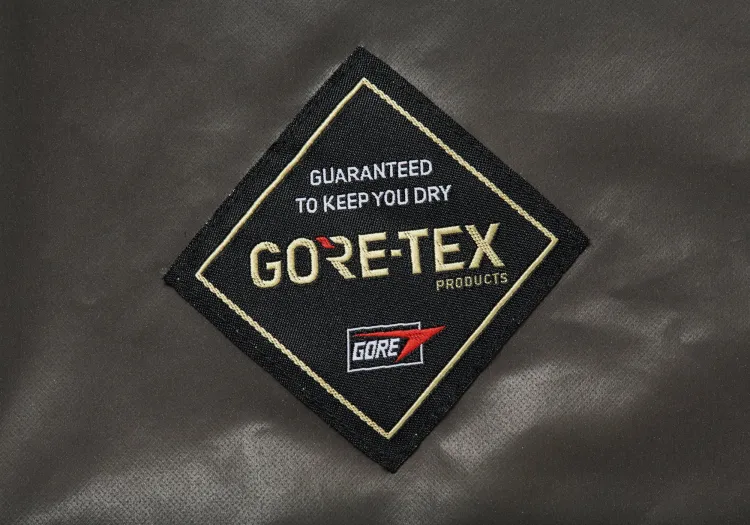 GUARANTEED
TO KEEP YOU DRY
GORE-TEX
PRODUCTS
GORE